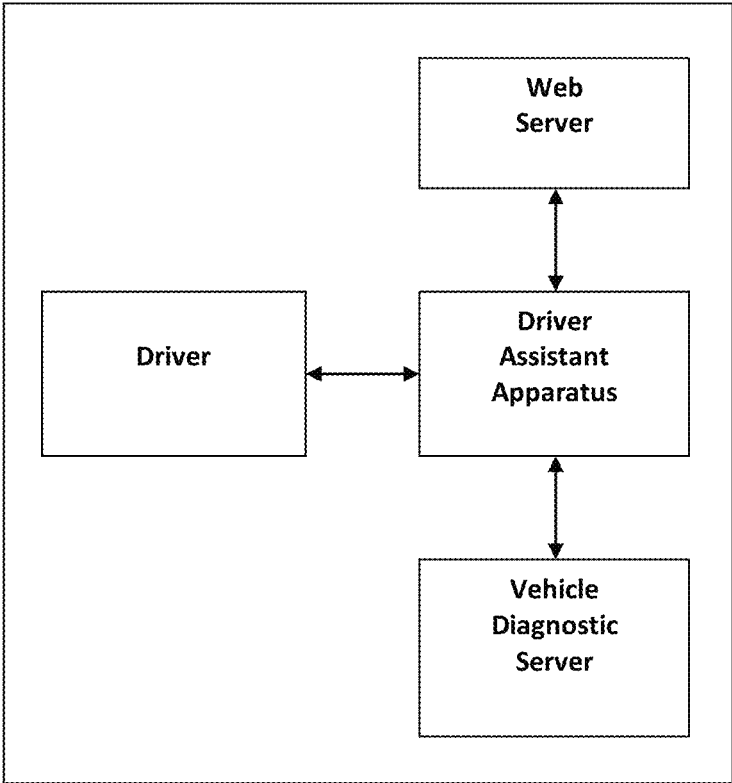 Web
Server
Driver
Driver
Assistant
Apparatus
Vehicle
Diagnostic
Server